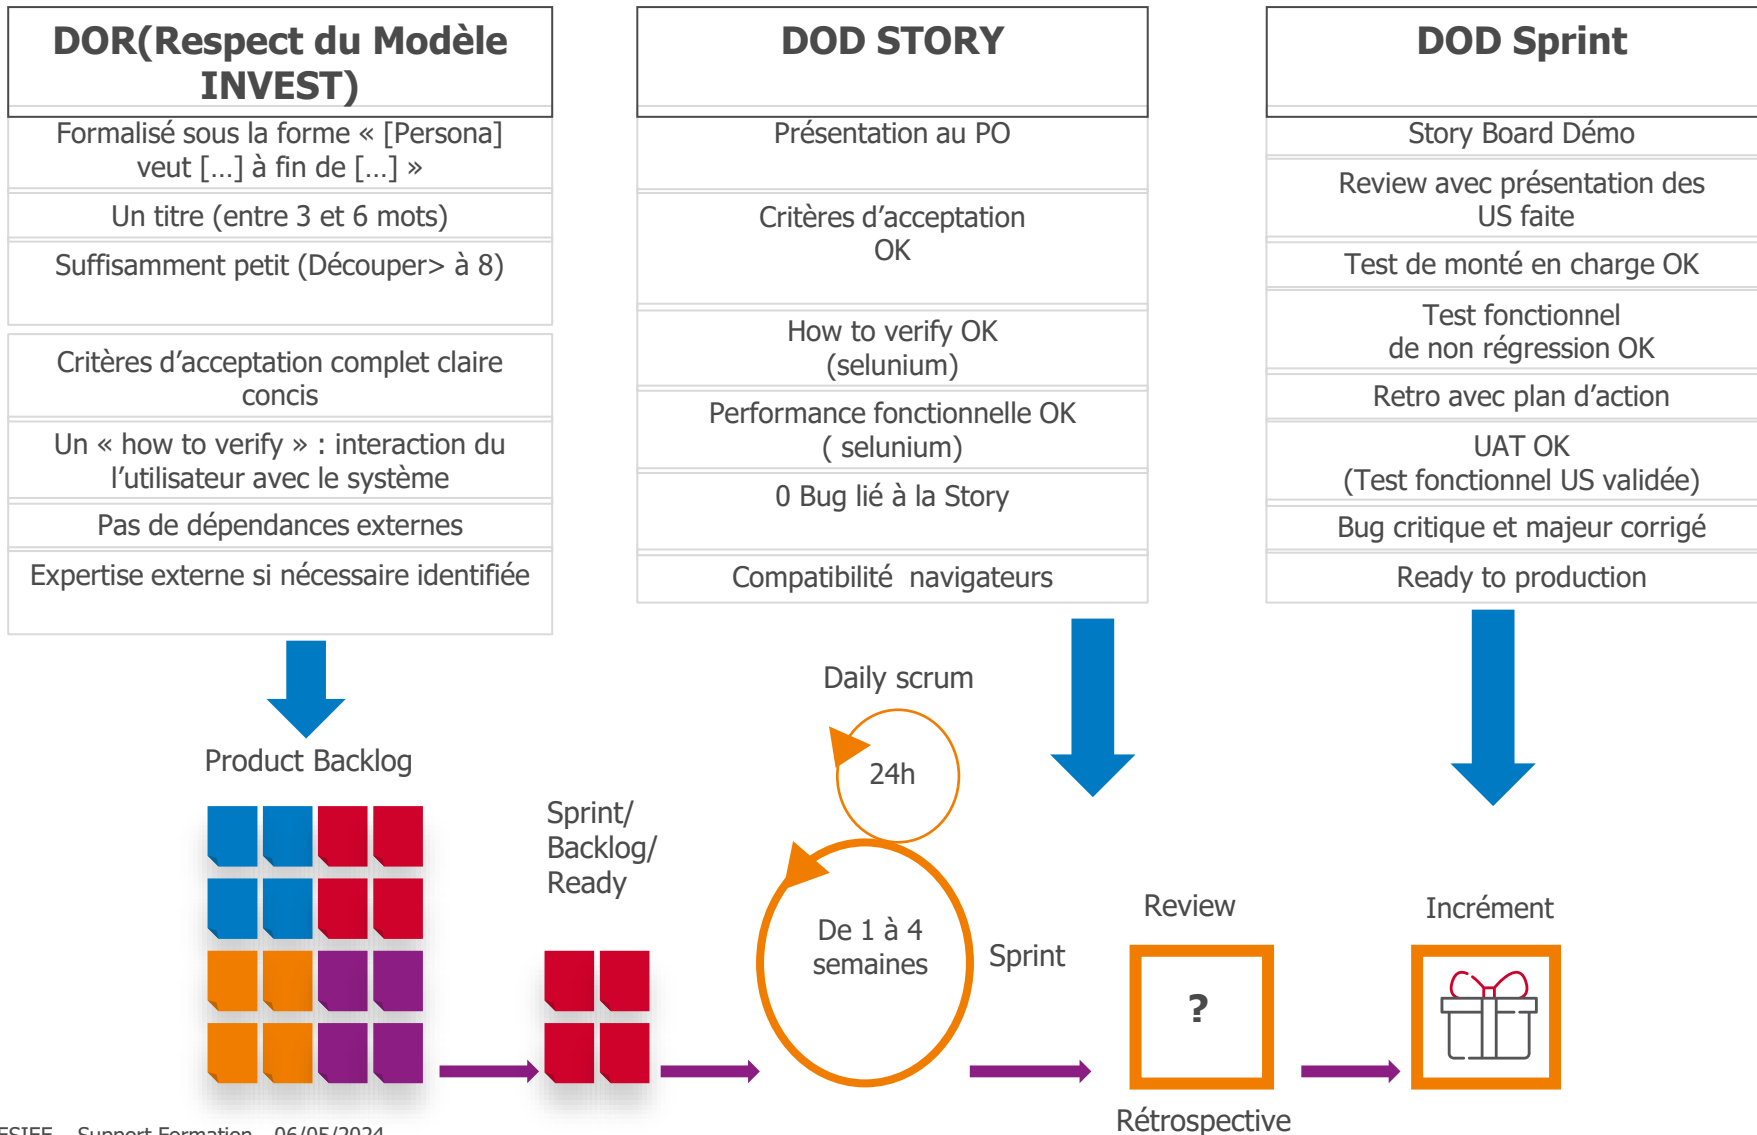 DOR(Respect du Modèle
INVEST)
Formalisé sous la forme « [Persona]
veut […] à fin de […] »
Un titre (entre 3 et 6 mots)
Suffisamment petit (Découper> à 8)
Critères d’acceptation complet claire
concis
Un « how to verify » : interaction du
l’utilisateur avec le système
Pas de dépendances externes
Expertise externe si nécessaire identifiée
DOD STORY
Présentation au PO
Critères d’acceptation
OK
How to verify OK
(selunium)
Performance fonctionnelle OK
( selunium)
0 Bug lié à la Story
Compatibilité navigateurs
DOD Sprint
Story Board Démo
Review avec présentation des
US faite
Test de monté en charge OK
Test fonctionnel
de non régression OK
Retro avec plan d’action
UAT OK
(Test fonctionnel US validée)
Bug critique et majeur corrigé
Ready to production
Product Backlog
Sprint/
Backlog/
Ready
Daily scrum
24h
De 1 à 4
semaines
Sprint
Review
?
Rétrospective
Incrément
Support Formation 06/05/2024